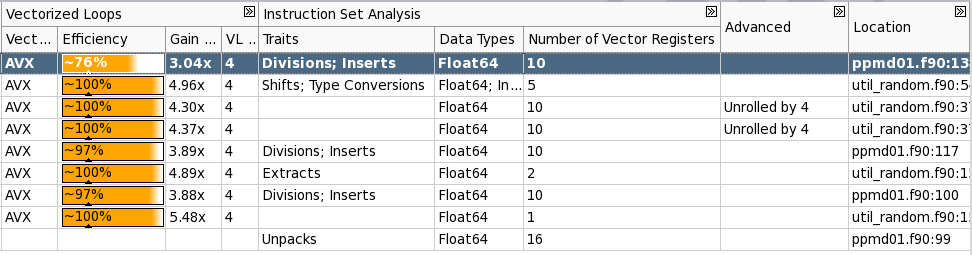 Vectorized Loops Instruction Set Analysis Advanced Location
Vect... Efficiency Gain ... VL .. Traits Data Types Number of Vector Registers
AVX ~76% 3.04x 4 Divisions; Inserts Float64 10 ppmd01.f90:13
AVX ~100% 4.96x 4 Shifts; Type Conversions Float64; In... 5 util_random.f90:5
AVX ~100% 4.30x 4 Float64 10 Unrolled by 4 util_random.f90:3
AVX ~100% 4.37x 4 Float64 10 Unrolled by 4 util_random.f90:3
AVX ~97% 3.89x 4 Divisions; Inserts Float64 10 ppmd01.f90:117
AVX ~100% 4.89x 4 Extracts Float64 2 util_random.f90:1
AVX ~97% 3.88x 4 Divisions; Inserts Float64 10 ppmd01.f90:100
AVX ~100% 5.48x 4 Float64 1 util_random.f90:1
Unpacks Float64 16 ppmd01.f90:99